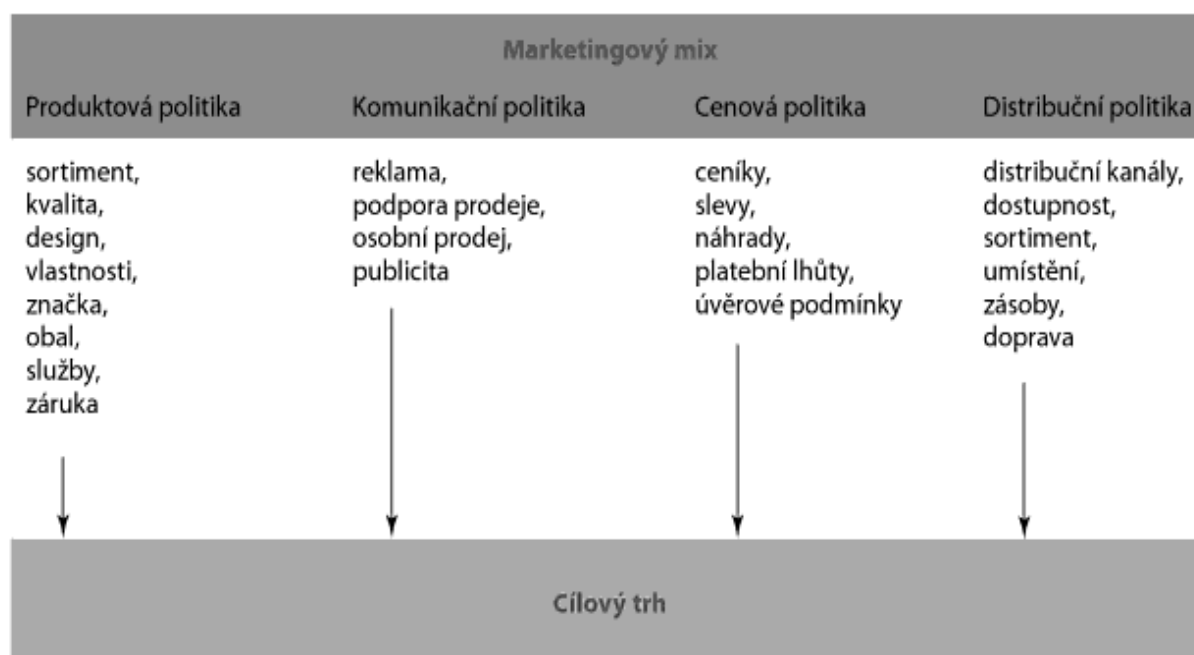 Marketingový mix
Produktová politika
Komunikační politika
Cenová politika
Distribuční politika
sortiment,
kvalita,
design,
vlastnosti,
značka,
obal,
služby,
záruka
reklama,
podpora prodeje,
osobní prodej,
publicita
ceníky,
slevy,
náhrady,
platební lhůty,
úvěrové podmínky
distribuční kanály,
dostupnost,
sortiment,
umístění,
zásoby,
doprava
Cílový trh